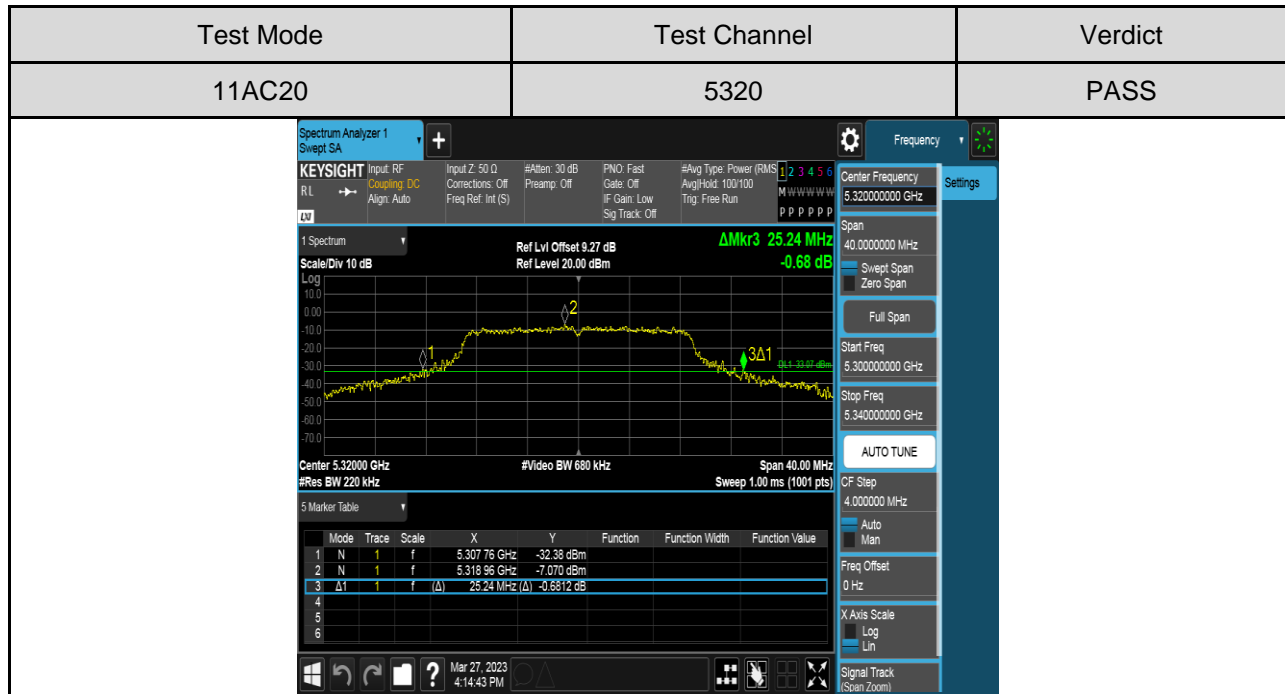 Test Mode Test Channel Verdict
11AC20 5320 PASS
Spectrum Analyzer 1
Swept SA
+
Frequency
KEYSIGHT
RL
LXI
Input: RF
Coupling: DC
Align: Auto
Input Z: 50 Ω
Corrections: Off
Freq Ref: Int (S)
#Atten: 30 dB
Preamp: Off
PNO: Fast
Gate: Off
IF Gain: Low
Sig Track: Off
#Avg Type: Power (RMS
Avg|Hold: 100/100
Trig: Free Run
1 2 3 4 5 6
M W W W W W
P P P P P P
1 Spectrum
Scale/Div 10 dB
Ref Lvl Offset 9.27 dB
Ref Level 20.00 dBm
ΔMkr3 25.24 MHz
-0.68 dB
Log
10.0
0.00
-10.0
-20.0
-30.0
-40.0
-50.0
-60.0
-70.0
1
2
3Δ1
DL1 -33.07 dBm
Center 5.32000 GHz
#Res BW 220 kHz
#Video BW 680 kHz
Span 40.00 MHz
Sweep 1.00 ms (1001 pts)
5 Marker Table
Mode Trace Scale X Y Function Function Width Function Value
1 N 1 f 5.307 76 GHz -32.38 dBm
2 N 1 f 5.318 96 GHz -7.070 dBm
3 Δ1 1 f (Δ) 25.24 MHz (Δ) -0.6812 dB
4
5
6
?
Mar 27, 2023
4:14:43 PM
Center Frequency
5.320000000 GHz
Settings
Span
40.0000000 MHz
Swept Span
Zero Span
Full Span
Start Freq
5.300000000 GHz
Stop Freq
5.340000000 GHz
AUTO TUNE
CF Step
4.000000 MHz
Auto
Man
Freq Offset
0 Hz
X Axis Scale
Log
Lin
Signal Track
(Span Zoom)